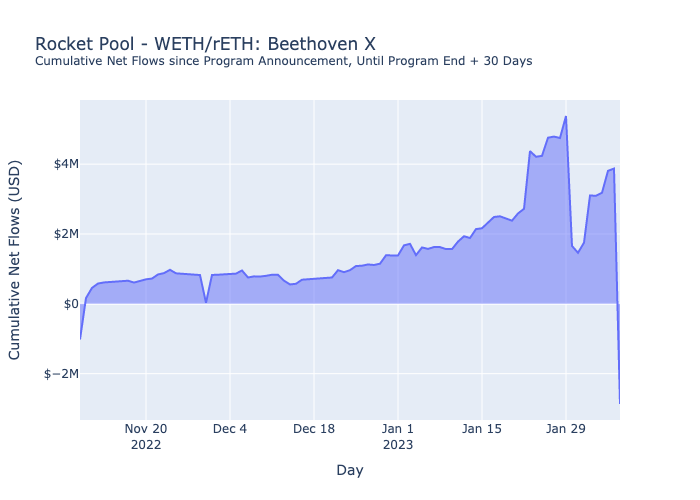 Rocket Pool - WETH/rETH: Beethoven X
Cumulative Net Flows since Program Announcement, Until Program End + 30 Days
Cumulative Net Flows (USD)
$4M
$2M
$0
$−2M
Nov 20
2022
Dec 4
Dec 18
Jan 1
2023
Jan 15
Jan 29
Day